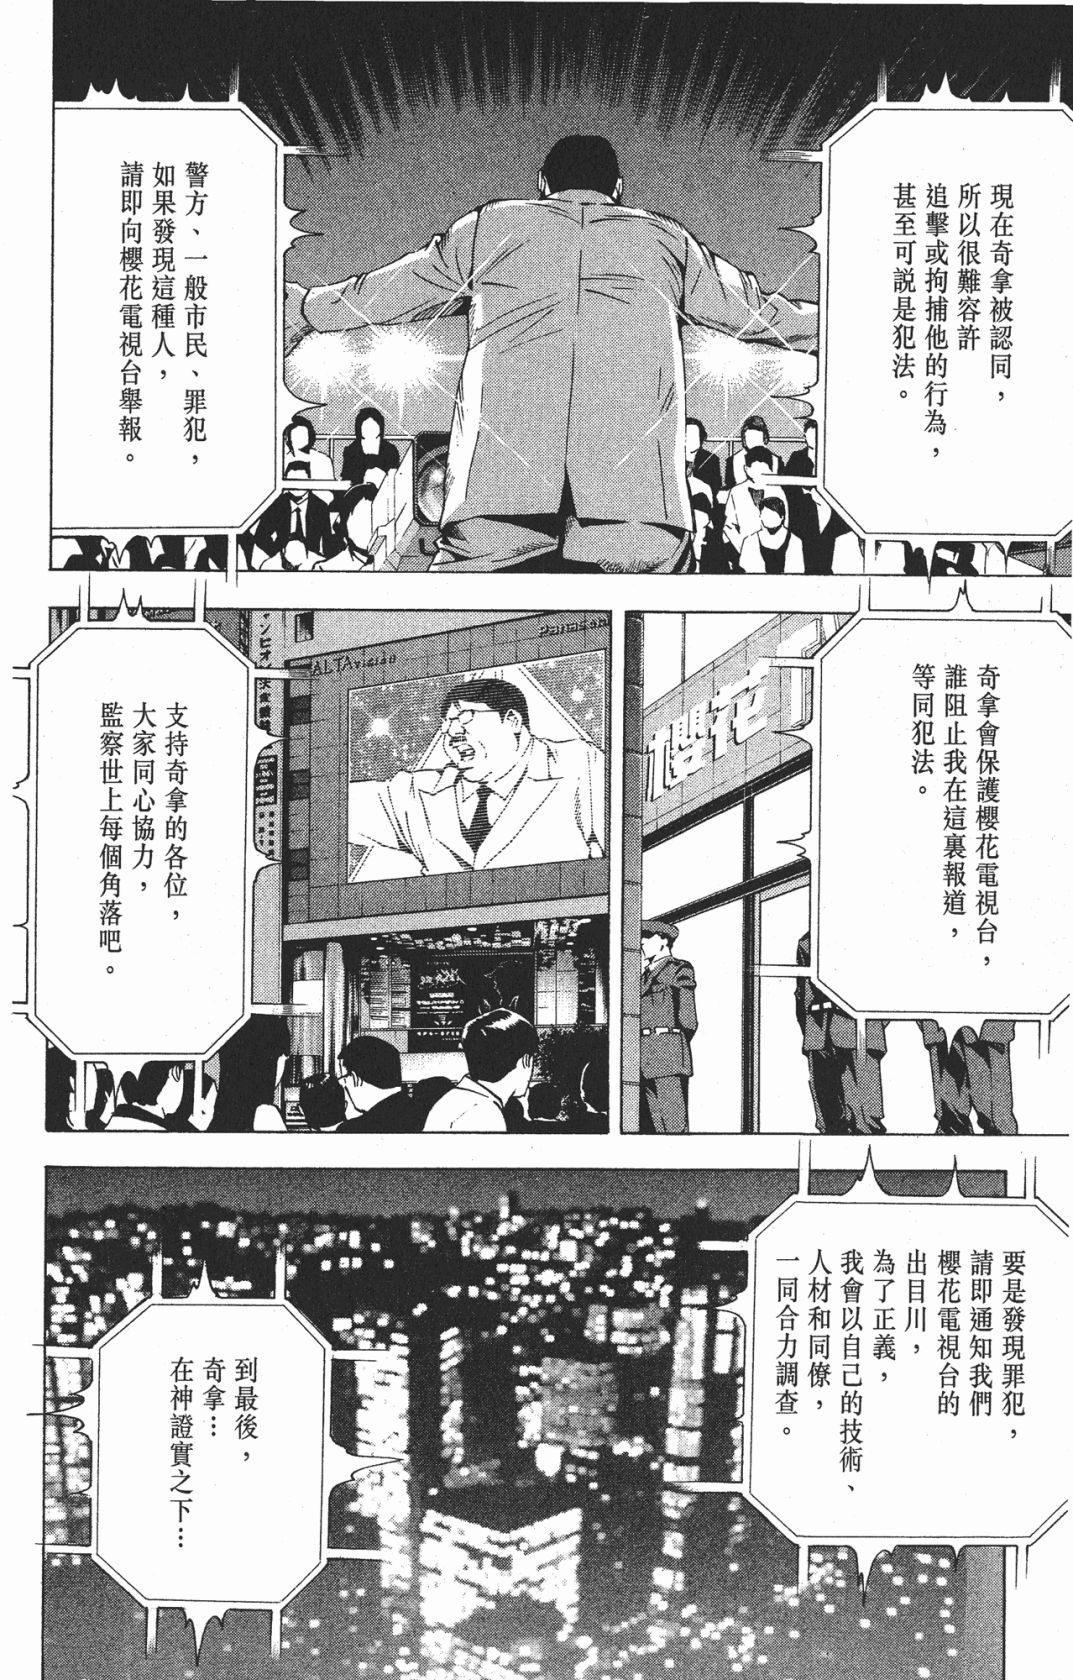 現在奇拿被認同，
所以很難容許
追擊或拘捕他的行為，
甚至可説是犯法。
警方、一般市民、罪犯，
如果發現這種人，
請即向櫻花電視台舉報。
奇拿會保護櫻花電視台，
誰阻止我在這裏報道，
等同犯法。
櫻花
ALTAvision
Panason
支持奇拿的各位，
大家同心協力，
監察世上每個角落吧。
要是發現罪犯，
請即通知我們
櫻花電視台的
出目川，
為了正義，
我會以自己的技術、
人材和同僚，
一同合力調查。
到最後，
奇拿…
在神證實之下…